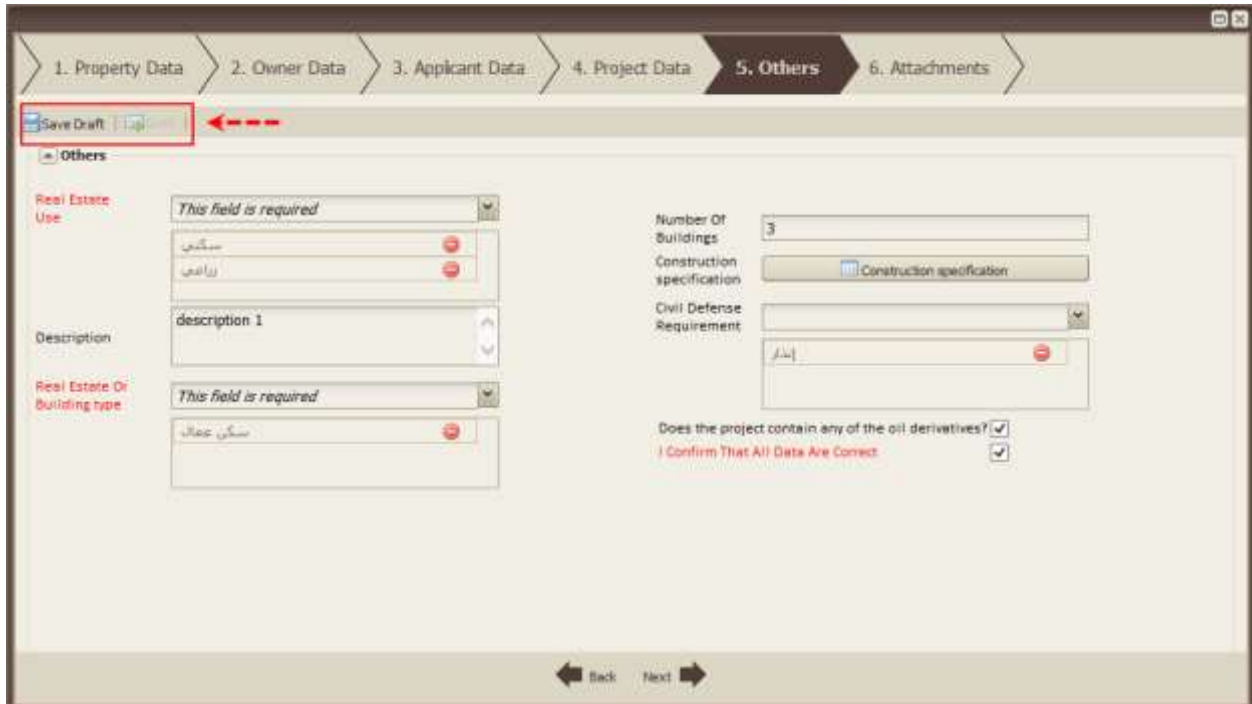 1. Property Data
2. Owner Data
3. Applicant Data
4. Project Data
5. Others
6. Attachments
Save Draft
Others
Real Estate
Use
This field is required
سكني
زراعي
Description
description 1
Real Estate Or
Building type
This field is required
سكن عمال
Number Of
Buildings
3
Construction
specification
Construction specification
Civil Defense
Requirement
إنذار
Does the project contain any of the oil derivatives?
I Confirm That All Data Are Correct
Back
Next